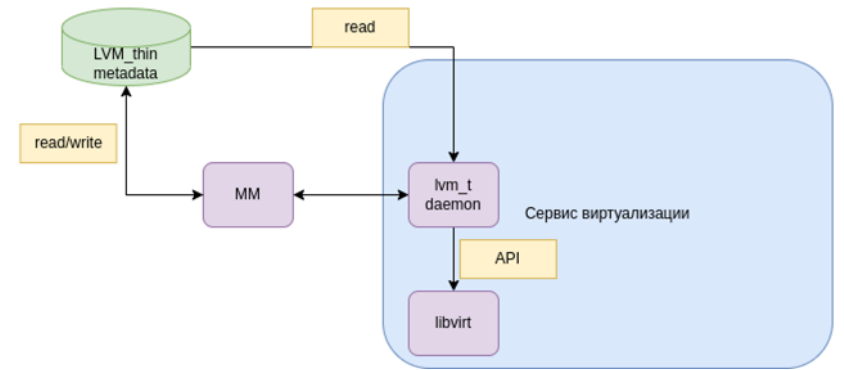 read
LVM_thin
metadata
read/write
MM
lvm_t
daemon
Сервис виртуализации
API
libvirt